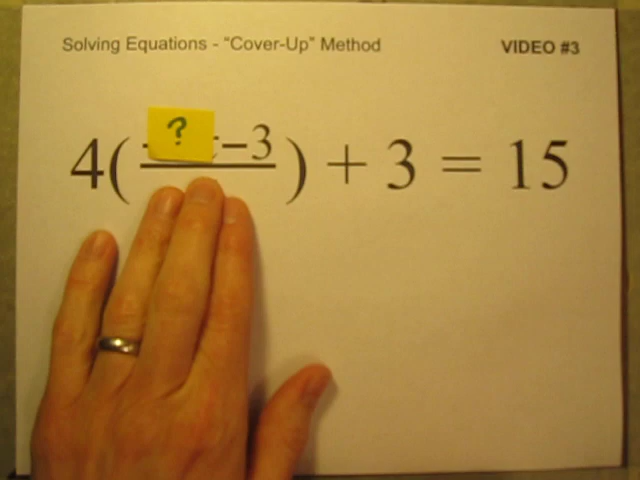 Solving Equations - “Cover-Up” Method
VIDEO #3
?
4( -3 ) + 3 = 15